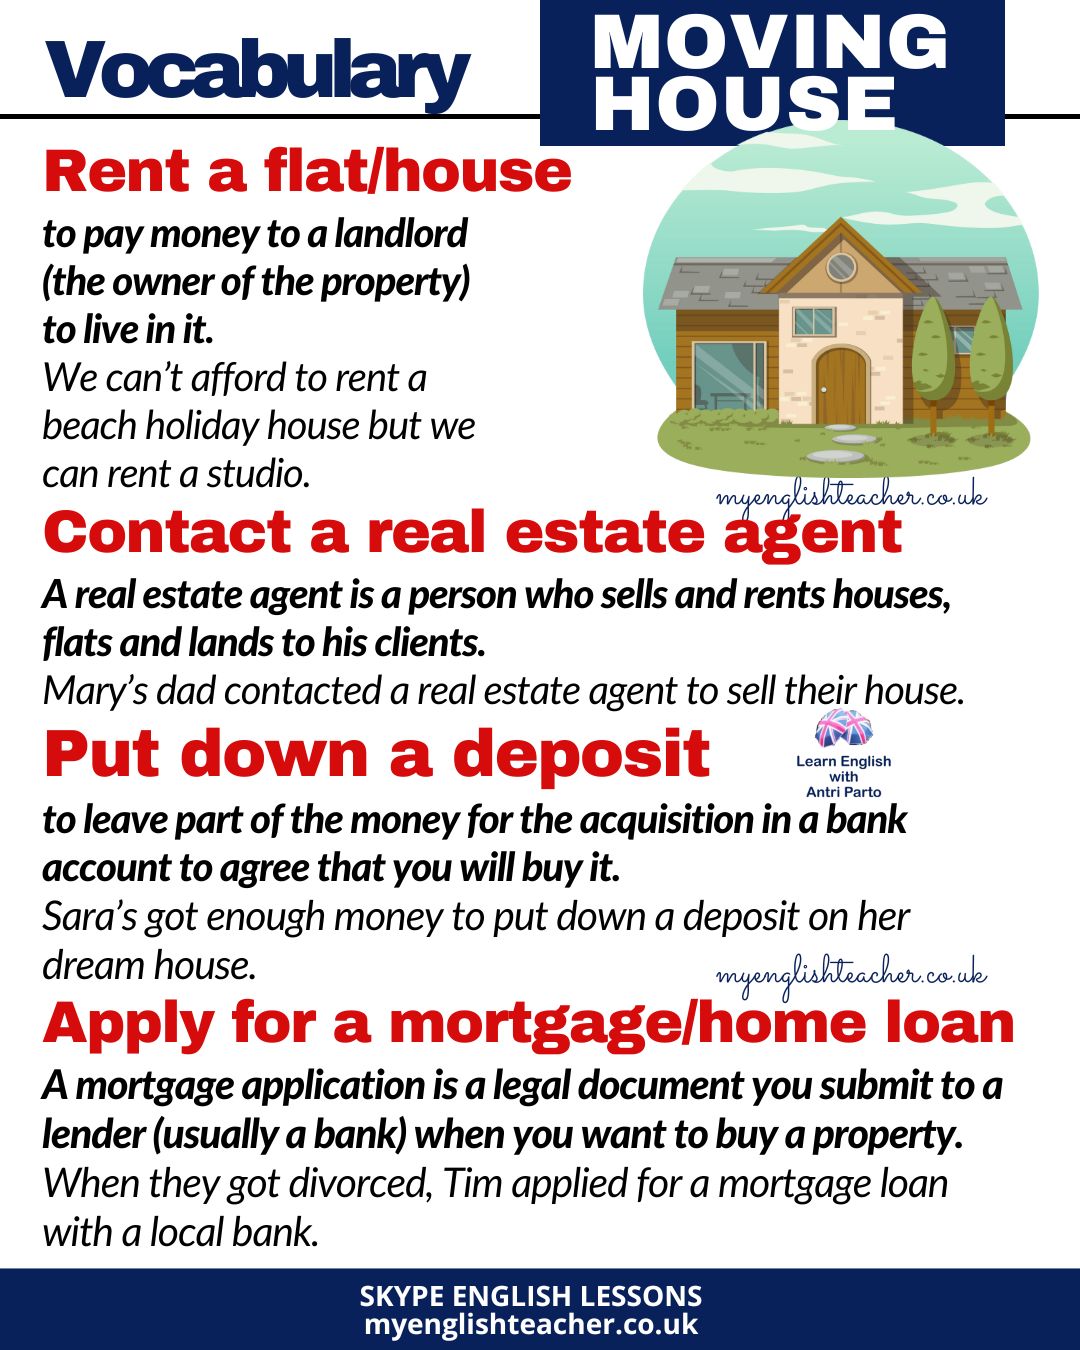 Vocabulary
MOVING
HOUSE
Rent a flat/house
to pay money to a landlord
(the owner of the property)
to live in it.
We can’t afford to rent a
beach holiday house but we
can rent a studio.
myenglishteacher.co.uk
Contact a real estate agent
A real estate agent is a person who sells and rents houses,
flats and lands to his clients.
Mary’s dad contacted a real estate agent to sell their house.
Put down a deposit
Learn English
with
Antri Parto
to leave part of the money for the acquisition in a bank
account to agree that you will buy it.
Sara’s got enough money to put down a deposit on her
dream house.
myenglishteacher.co.uk
Apply for a mortgage/home loan
A mortgage application is a legal document you submit to a
lender (usually a bank) when you want to buy a property.
When they got divorced, Tim applied for a mortgage loan
with a local bank.
SKYPE ENGLISH LESSONS
myenglishteacher.co.uk